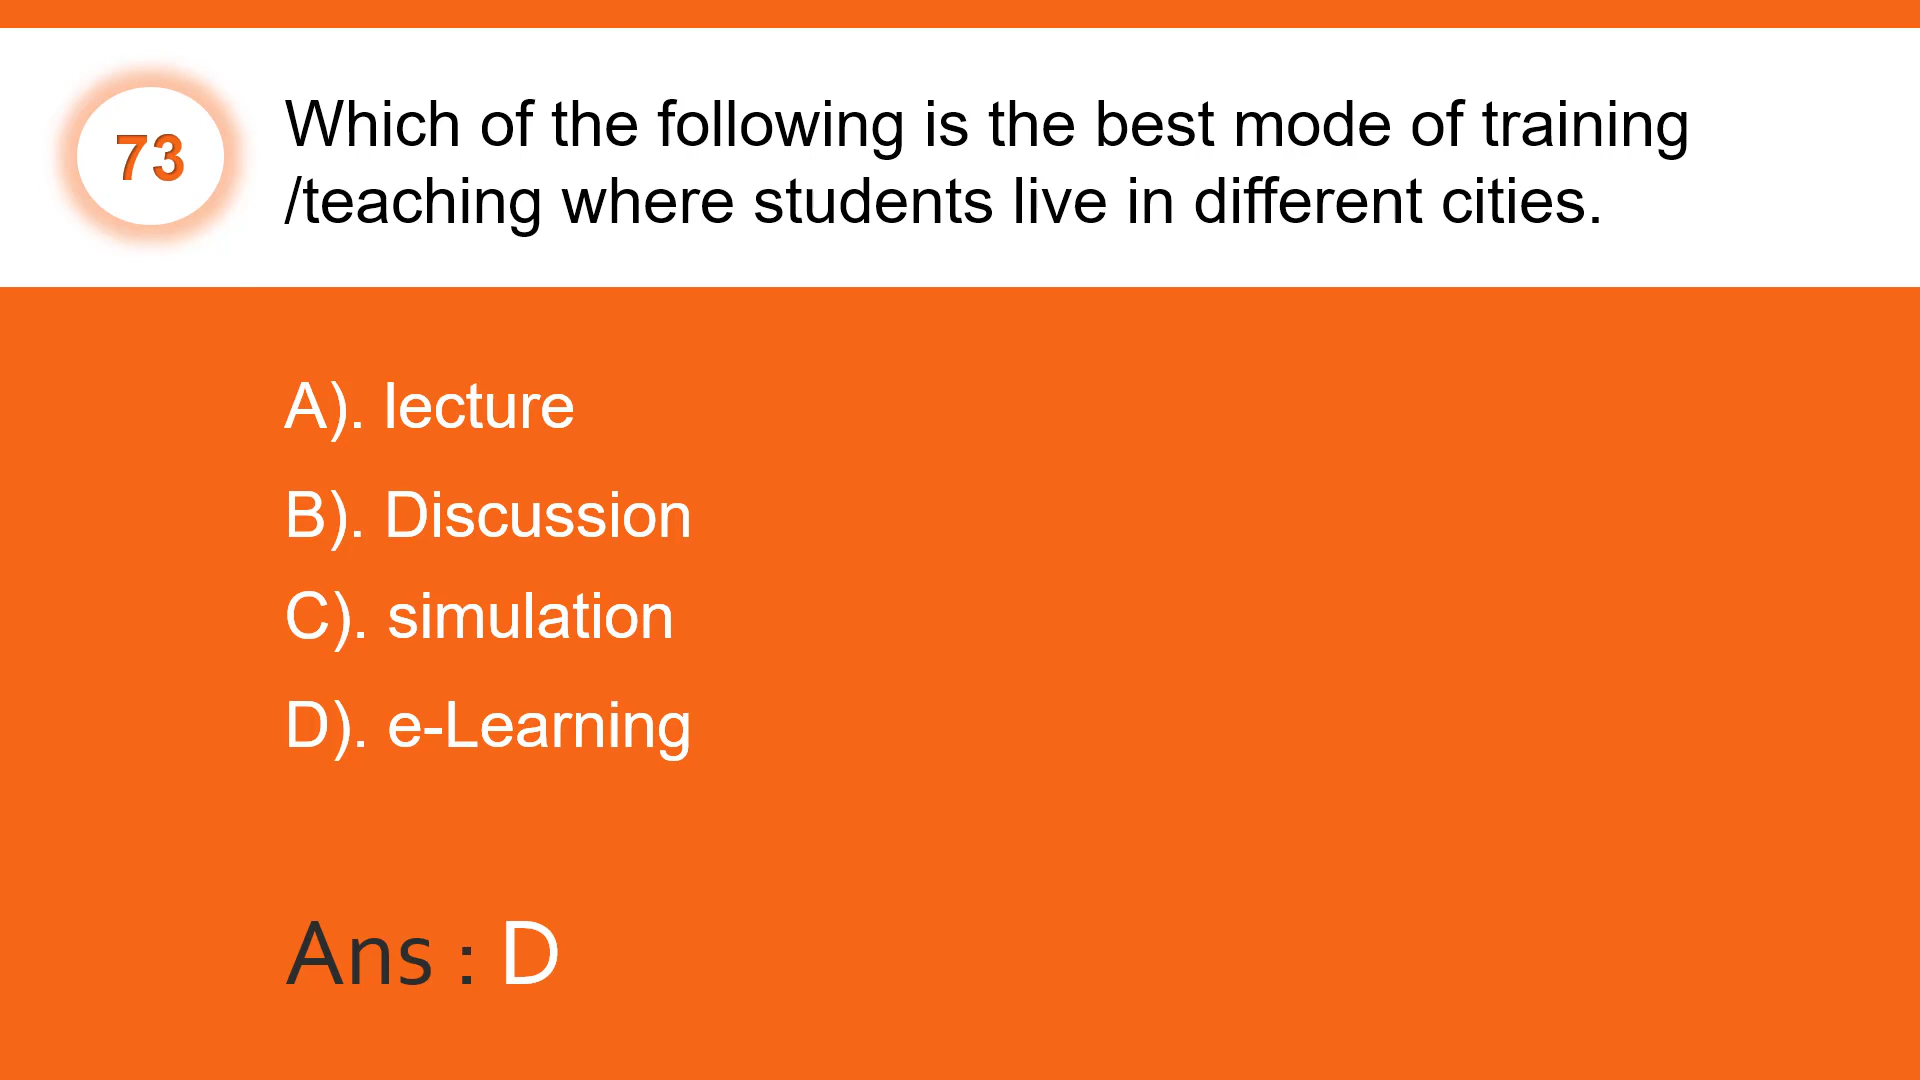 73
Which of the following is the best mode of training
/teaching where students live in different cities.
A). lecture
B). Discussion
C). simulation
D). e-Learning
Ans : D